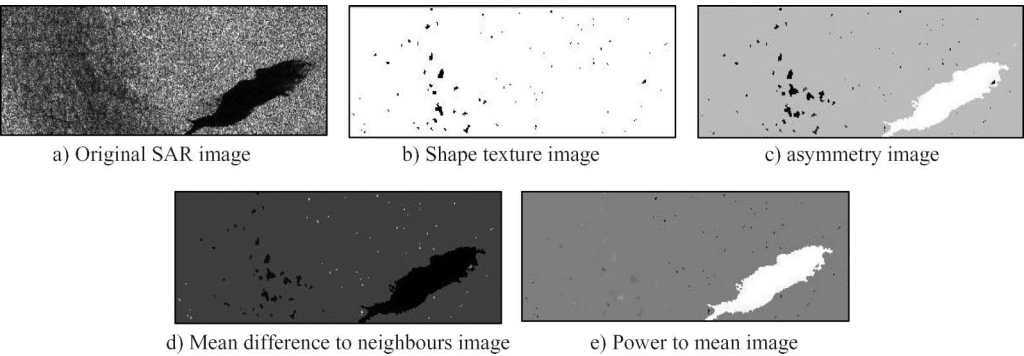 a) Original SAR image
b) Shape texture image
c) asymmetry image
d) Mean difference to neighbours image
e) Power to mean image